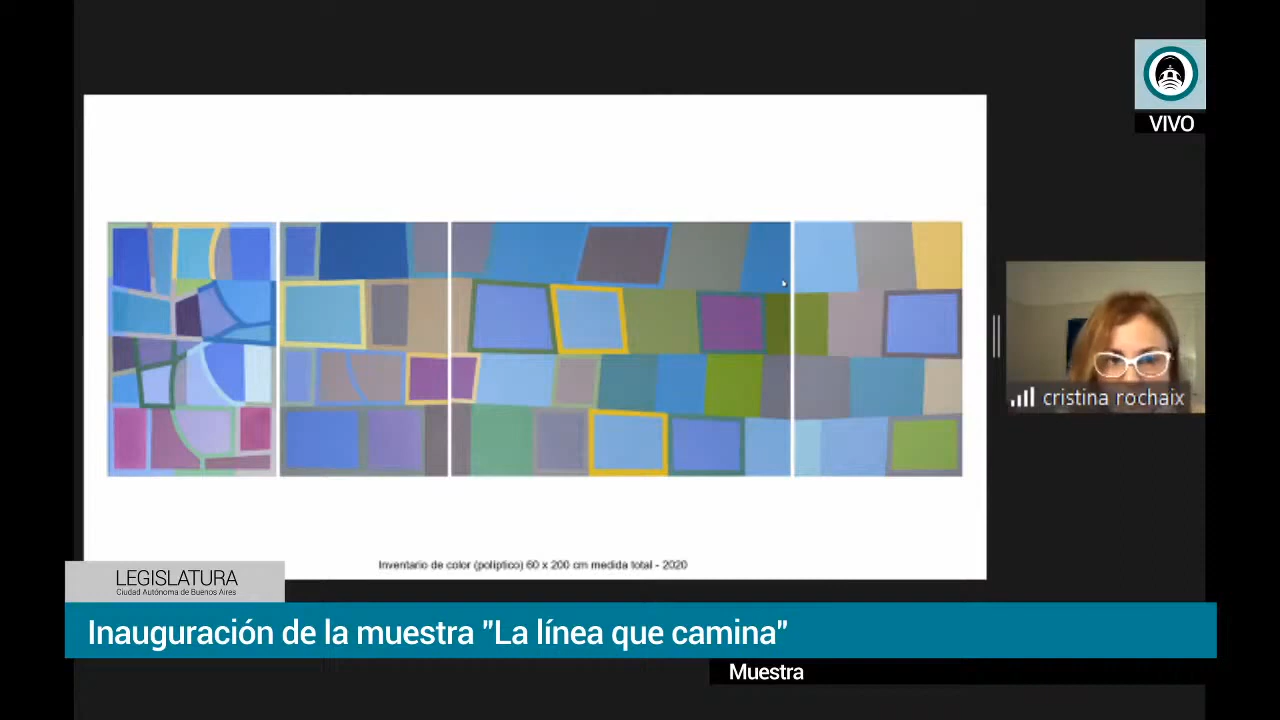 VIVO
cristina rochaix
Inventario de color (políptico) 60 x 200 cm medida total - 2020
LEGISLATURA
Ciudad Autónoma de Buenos Aires
Inauguración de la muestra "La línea que camina"
Muestra